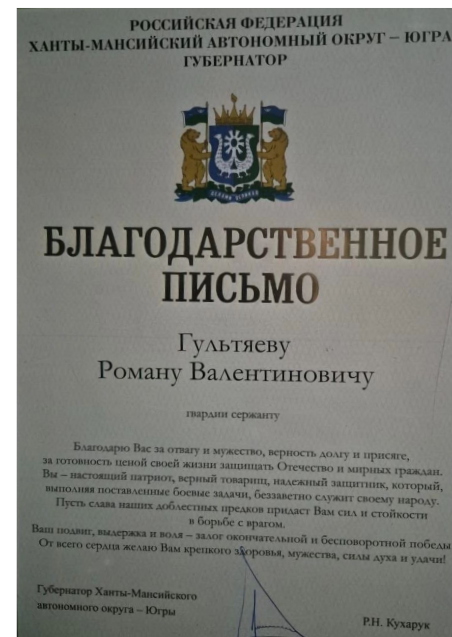 РОССИЙСКАЯ ФЕДЕРАЦИЯ
ХАНТЫ-МАНСИЙСКИЙ АВТОНОМНЫЙ ОКРУГ – ЮГРА
ГУБЕРНАТОР
БЛАГОДАРСТВЕННОЕ
ПИСЬМО
Гультяеву
Роману Валентиновичу
гвардии сержанту
Благодарю Вас за отвагу и мужество, верность долгу и присяге,
за готовность ценой своей жизни защищать Отечество и мирных граждан.
Вы – настоящий патриот, верный товарищ, надежный защитник, который,
выполняя поставленные боевые задачи, беззаветно служит своему народу.
Пусть слава наших доблестных предков придаст Вам сил и стойкости
в борьбе с врагом.
Ваш подвиг, выдержка и воля – залог окончательной и бесповоротной победы
От всего сердца желаю Вам крепкого здоровья, мужества, силы духа и удачи!
Губернатор Ханты-Мансийского
автономного округа – Югры
Р.Н. Кухарук